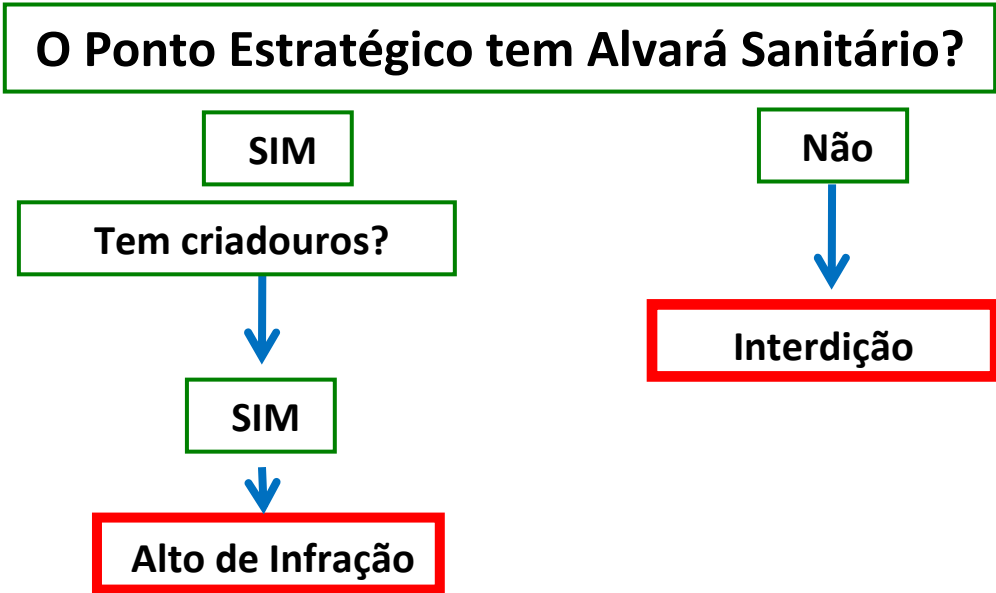 O Ponto Estratégico tem Alvará Sanitário?
SIM
Não
Tem criadouros?
Interdição
SIM
Alto de Infração